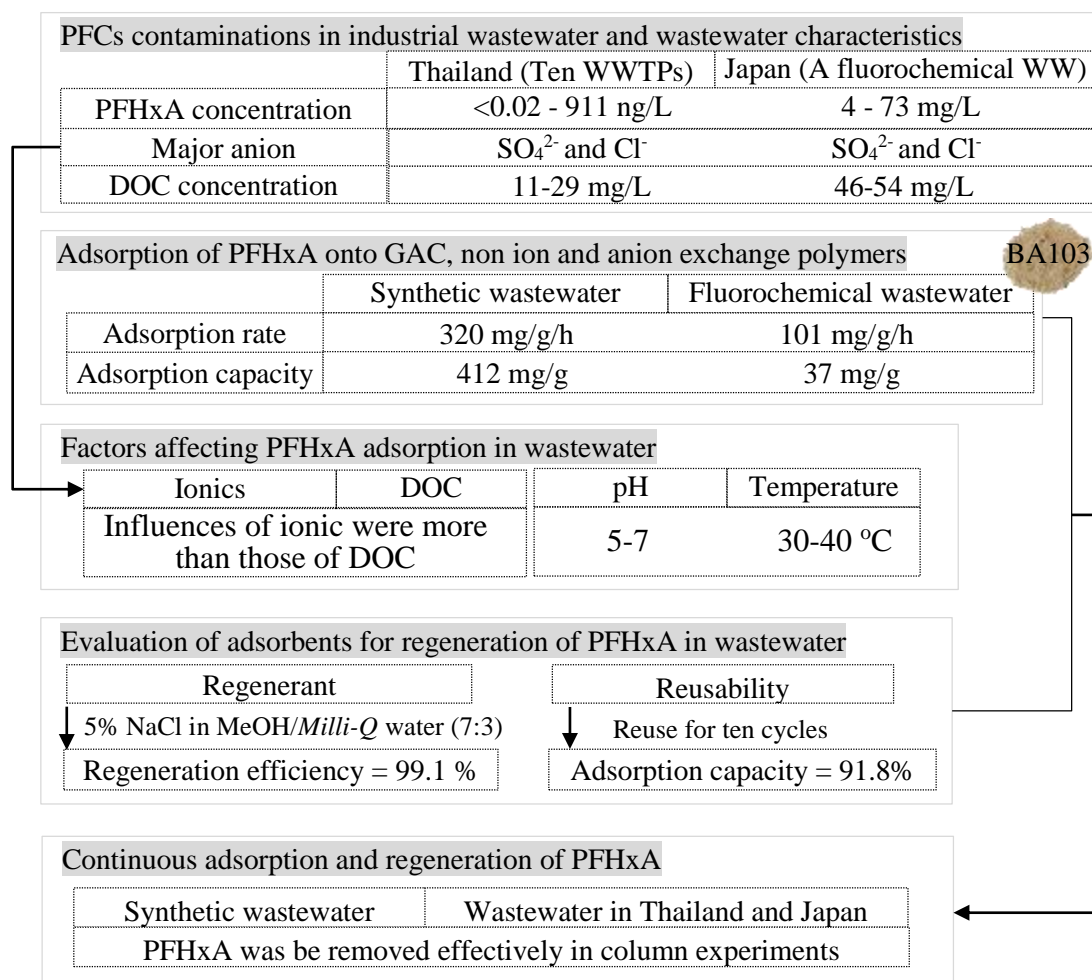 PFCs contaminations in industrial wastewater and wastewater characteristics
Thailand (Ten WWTPs) Japan (A fluorochemical WW)
PFHxA concentration <0.02 - 911 ng/L 4 - 73 mg/L
Major anion SO₄²⁻ and Cl⁻ SO₄²⁻ and Cl⁻
DOC concentration 11-29 mg/L 46-54 mg/L
Adsorption of PFHxA onto GAC, non ion and anion exchange polymers BA103
Synthetic wastewater Fluorochemical wastewater
Adsorption rate 320 mg/g/h 101 mg/g/h
Adsorption capacity 412 mg/g 37 mg/g
Factors affecting PFHxA adsorption in wastewater
Ionics DOC pH Temperature
Influences of ionic were more
than those of DOC
5-7 30-40 ºC
Evaluation of adsorbents for regeneration of PFHxA in wastewater
Regenerant Reusability
5% NaCl in MeOH/Milli-Q water (7:3) Reuse for ten cycles
Regeneration efficiency = 99.1 % Adsorption capacity = 91.8%
Continuous adsorption and regeneration of PFHxA
Synthetic wastewater Wastewater in Thailand and Japan
PFHxA was be removed effectively in column experiments